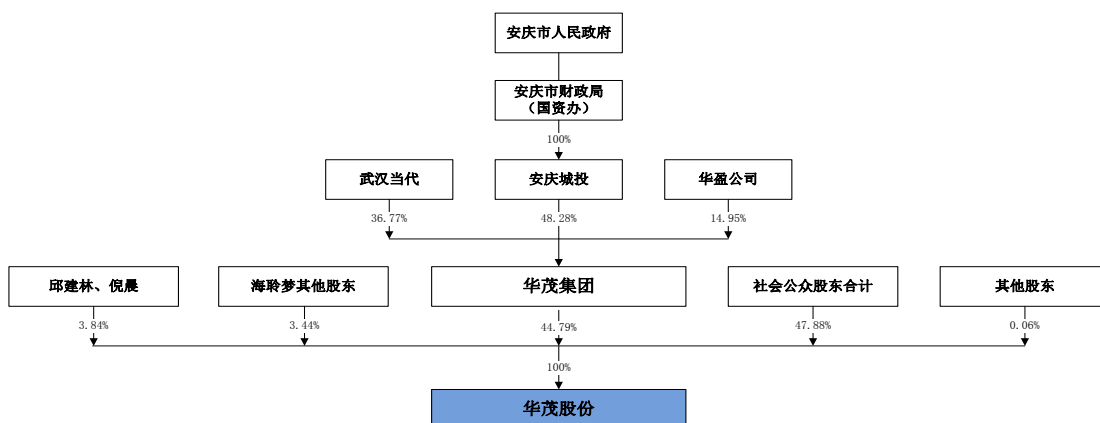 安庆市人民政府
安庆市财政局
（国资办）
100%
武汉当代
安庆城投
华盈公司
36.77%
48.28%
14.95%
邱建林、倪晨
海聆梦其他股东
华茂集团
社会公众股东合计
其他股东
3.84%
3.44%
44.79%
47.88%
0.06%
100%
华茂股份